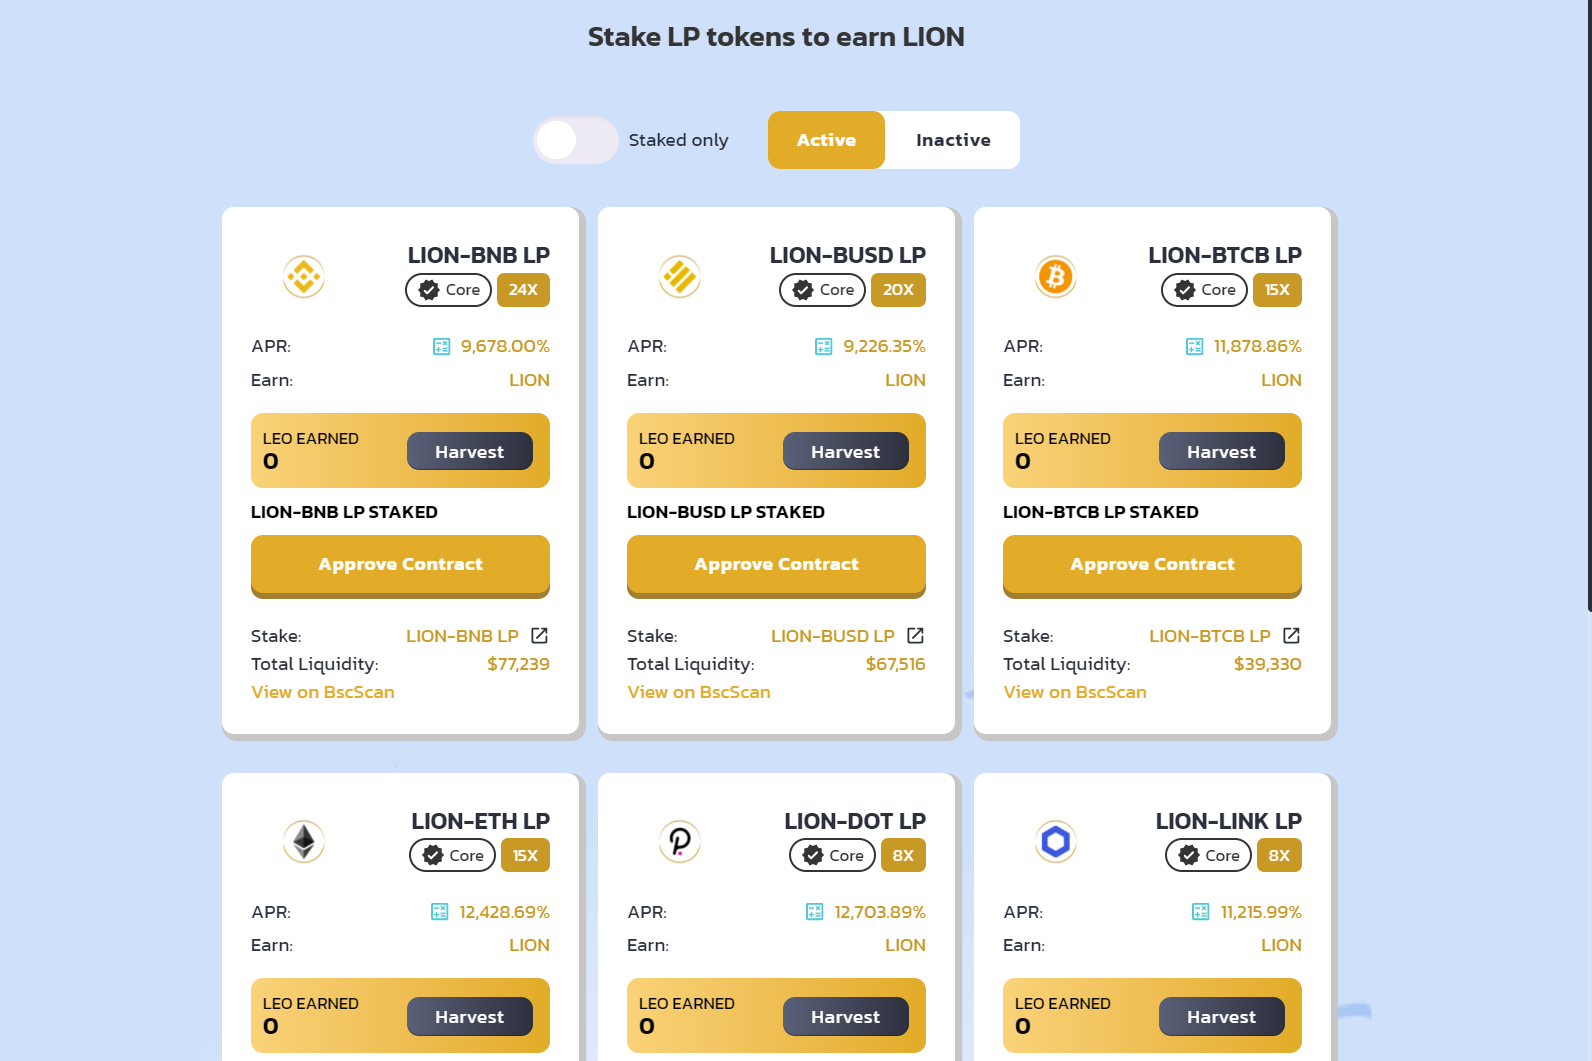 Stake LP tokens to earn LION
Staked only
Active
Inactive
LION-BNB LP
Core
24X
APR:
9,678.00%
Earn:
LION
LEO EARNED
0
Harvest
LION-BNB LP STAKED
Approve Contract
Stake:
LION-BNB LP
Total Liquidity:
$77,239
View on BscScan
LION-BUSD LP
Core
20X
APR:
9,226.35%
Earn:
LION
LEO EARNED
0
Harvest
LION-BUSD LP STAKED
Approve Contract
Stake:
LION-BUSD LP
Total Liquidity:
$67,516
View on BscScan
LION-BTCB LP
Core
15X
APR:
11,878.86%
Earn:
LION
LEO EARNED
0
Harvest
LION-BTCB LP STAKED
Approve Contract
Stake:
LION-BTCB LP
Total Liquidity:
$39,330
View on BscScan
LION-ETH LP
Core
15X
APR:
12,428.69%
Earn:
LION
LEO EARNED
0
Harvest
LION-DOT LP
Core
8X
APR:
12,703.89%
Earn:
LION
LEO EARNED
0
Harvest
LION-LINK LP
Core
8X
APR:
11,215.99%
Earn:
LION
LEO EARNED
0
Harvest